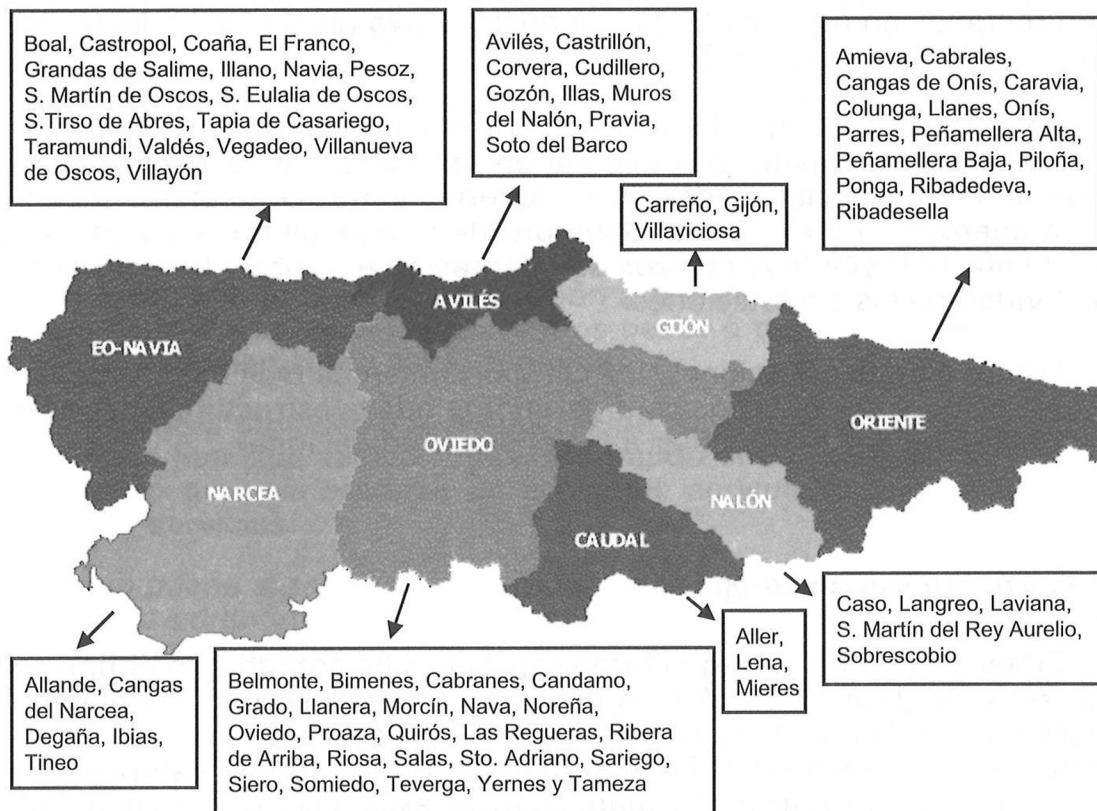 Boal, Castropol, Coaña, El Franco,
Grandas de Salime, Illano, Navia, Pesoz,
S. Martín de Oscos, S. Eulalia de Oscos,
S.Tirso de Abres, Tapia de Casariego,
Taramundi, Valdés, Vegadeo, Villanueva
de Oscos, Villayón
Avilés, Castrillón,
Corvera, Cudillero,
Gozón, Illas, Muros
del Nalón, Pravia,
Soto del Barco
Amieva, Cabrales,
Cangas de Onís, Caravia,
Colunga, Llanes, Onís,
Parres, Peñamellera Alta,
Peñamellera Baja, Piloña,
Ponga, Ribadedeva,
Ribadesella
Carreño, Gijón,
Villaviciosa
AVILÉS
GIJÓN
EO-NAVIA
ORIENTE
OVIEDO
NARCEA
NALÓN
CAUDAL
Allande, Cangas
del Narcea,
Degaña, Ibias,
Tineo
Belmonte, Bimenes, Cabranes, Candamo,
Grado, Llanera, Morcín, Nava, Noreña,
Oviedo, Proaza, Quirós, Las Regueras, Ribera
de Arriba, Riosa, Salas, Sto. Adriano, Sariego,
Siero, Somiedo, Teverga, Yernes y Tameza
Aller,
Lena,
Mieres
Caso, Langreo, Laviana,
S. Martín del Rey Aurelio,
Sobrescobio